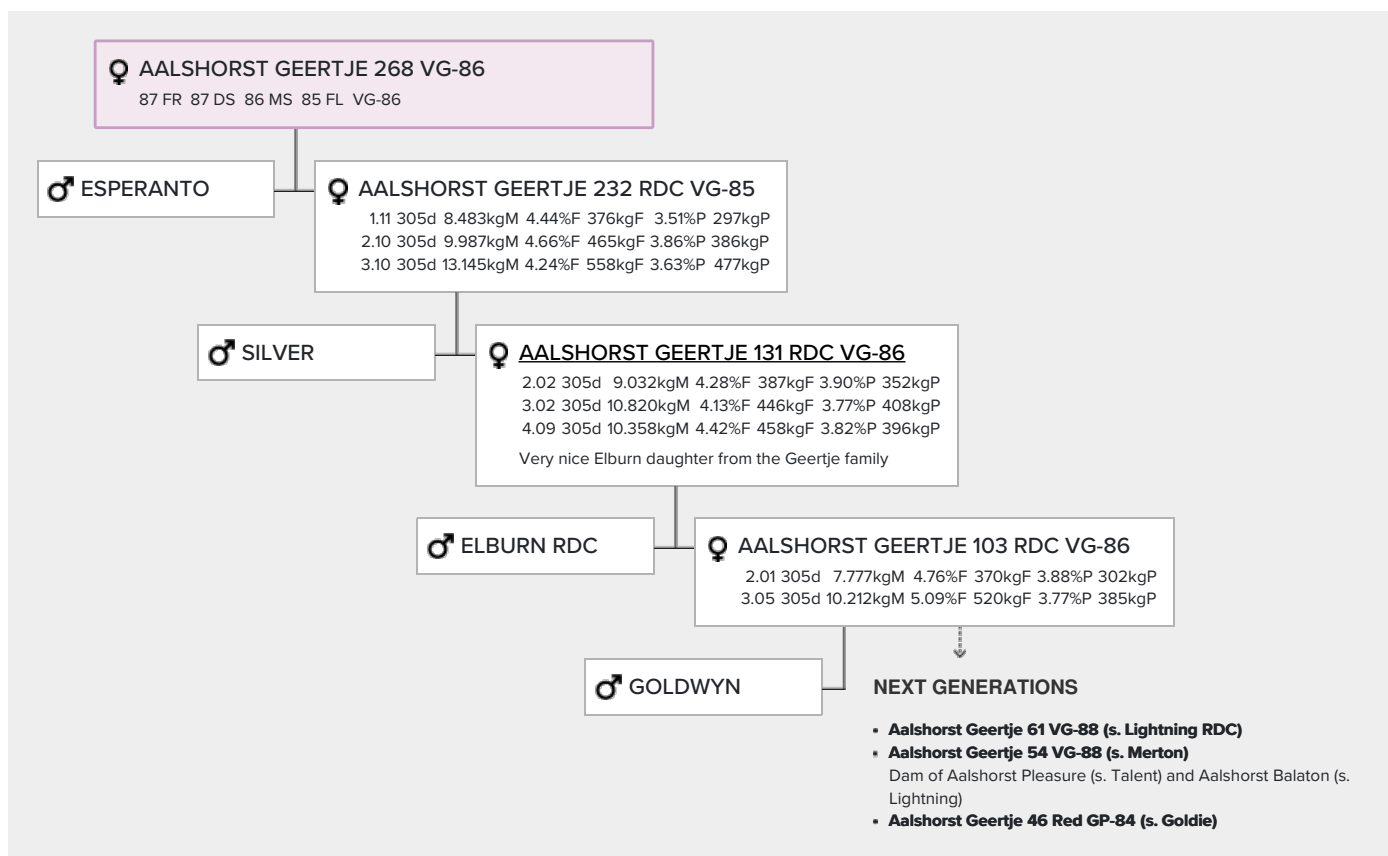 AALSHORST GEERTJE 268 VG-86
87 FR 87 DS 86 MS 85 FL VG-86
ESPERANTO
AALSHORST GEERTJE 232 RDC VG-85
1.11 305d 8.483kgM 4.44%F 376kgF 3.51%P 297kgP
2.10 305d 9.987kgM 4.66%F 465kgF 3.86%P 386kgP
3.10 305d 13.145kgM 4.24%F 558kgF 3.63%P 477kgP
SILVER
AALSHORST GEERTJE 131 RDC VG-86
2.02 305d 9.032kgM 4.28%F 387kgF 3.90%P 352kgP
3.02 305d 10.820kgM 4.13%F 446kgF 3.77%P 408kgP
4.09 305d 10.358kgM 4.42%F 458kgF 3.82%P 396kgP
Very nice Elburn daughter from the Geertje family
ELBURN RDC
AALSHORST GEERTJE 103 RDC VG-86
2.01 305d 7.777kgM 4.76%F 370kgF 3.88%P 302kgP
3.05 305d 10.212kgM 5.09%F 520kgF 3.77%P 385kgP
GOLDWYN
NEXT GENERATIONS
• Aalshorst Geertje 61 VG-88 (s. Lightning RDC)
• Aalshorst Geertje 54 VG-88 (s. Merton)
Dam of Aalshorst Pleasure (s. Talent) and Aalshorst Balaton (s.
Lightning)
• Aalshorst Geertje 46 Red GP-84 (s. Goldie)